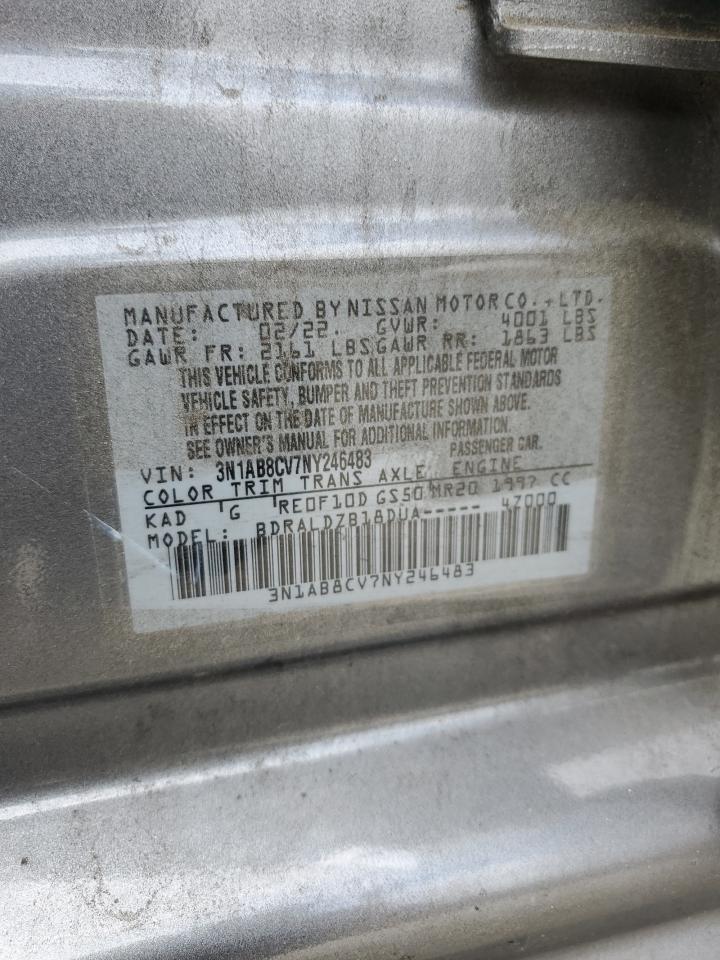 MANUFACTURED BY NISSAN MOTOR CO., LTD.
DATE: 02/22. GVWR: 4001 LBS
GAWR FR: 2161 LBS GAWR RR: 1863 LBS
THIS VEHICLE CONFORMS TO ALL APPLICABLE FEDERAL MOTOR
VEHICLE SAFETY, BUMPER AND THEFT PREVENTION STANDARDS
IN EFFECT ON THE DATE OF MANUFACTURE SHOWN ABOVE.
SEE OWNER'S MANUAL FOR ADDITIONAL INFORMATION.
VIN: 3N1AB8CV7NY246483 PASSENGER CAR.
COLOR TRIM TRANS AXLE ENGINE
KAD G RE0F10D GS50 MR20 1997 CC
MODEL: BDRALDZB18DUA----- 47000
3N1AB8CV7NY246483